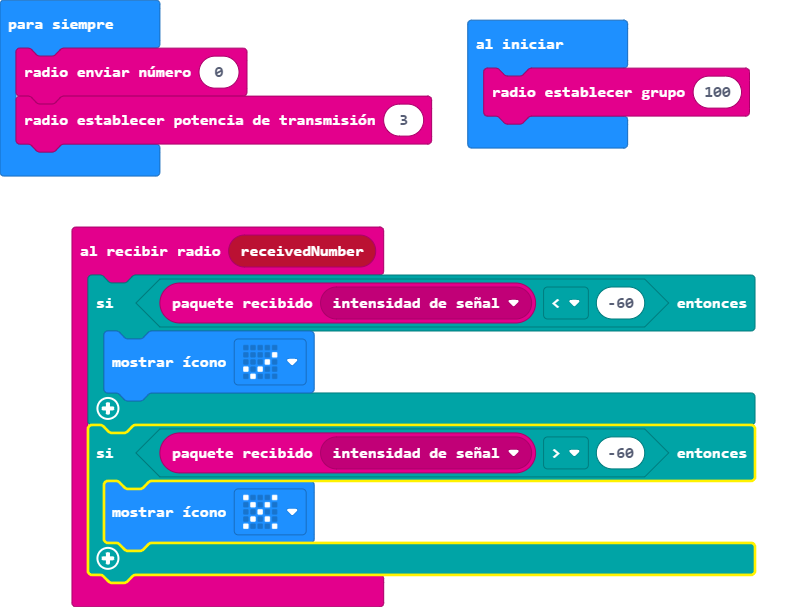 para siempre
radio enviar número 0
radio establecer potencia de transmisión 3
al iniciar
radio establecer grupo 100
al recibir radio receivedNumber
si paquete recibido intensidad de señal < -60 entonces
mostrar ícono
si paquete recibido intensidad de señal > -60 entonces
mostrar ícono